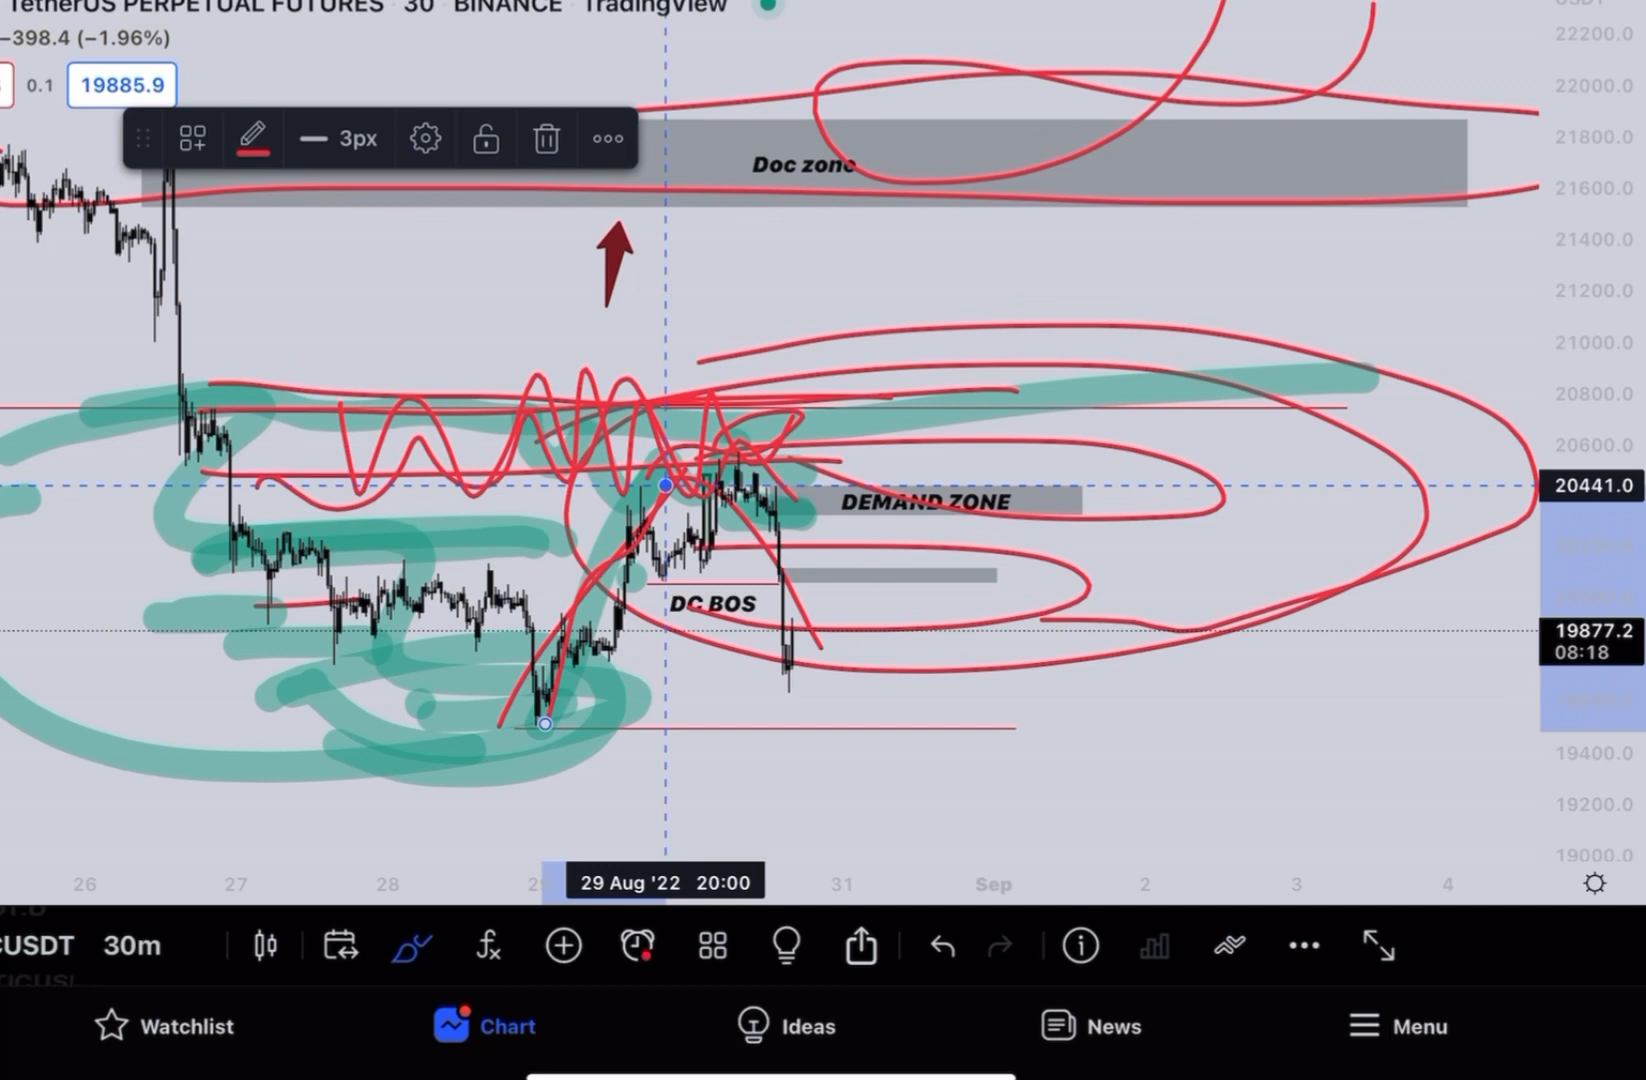 TetherUS PERPETUAL FUTURES · 30 · BINANCE · TradingView
−398.4 (−1.96%)
0.1 19885.9
3px
Doc zone
DEMAND ZONE
DC BOS
22200.0
22000.0
21800.0
21600.0
21400.0
21200.0
21000.0
20800.0
20600.0
20441.0
19877.2
08:18
19400.0
19200.0
19000.0
26 27 28 29 Aug '22 20:00 31 Sep 2 3 4
USDT 30m
Watchlist Chart Ideas News Menu